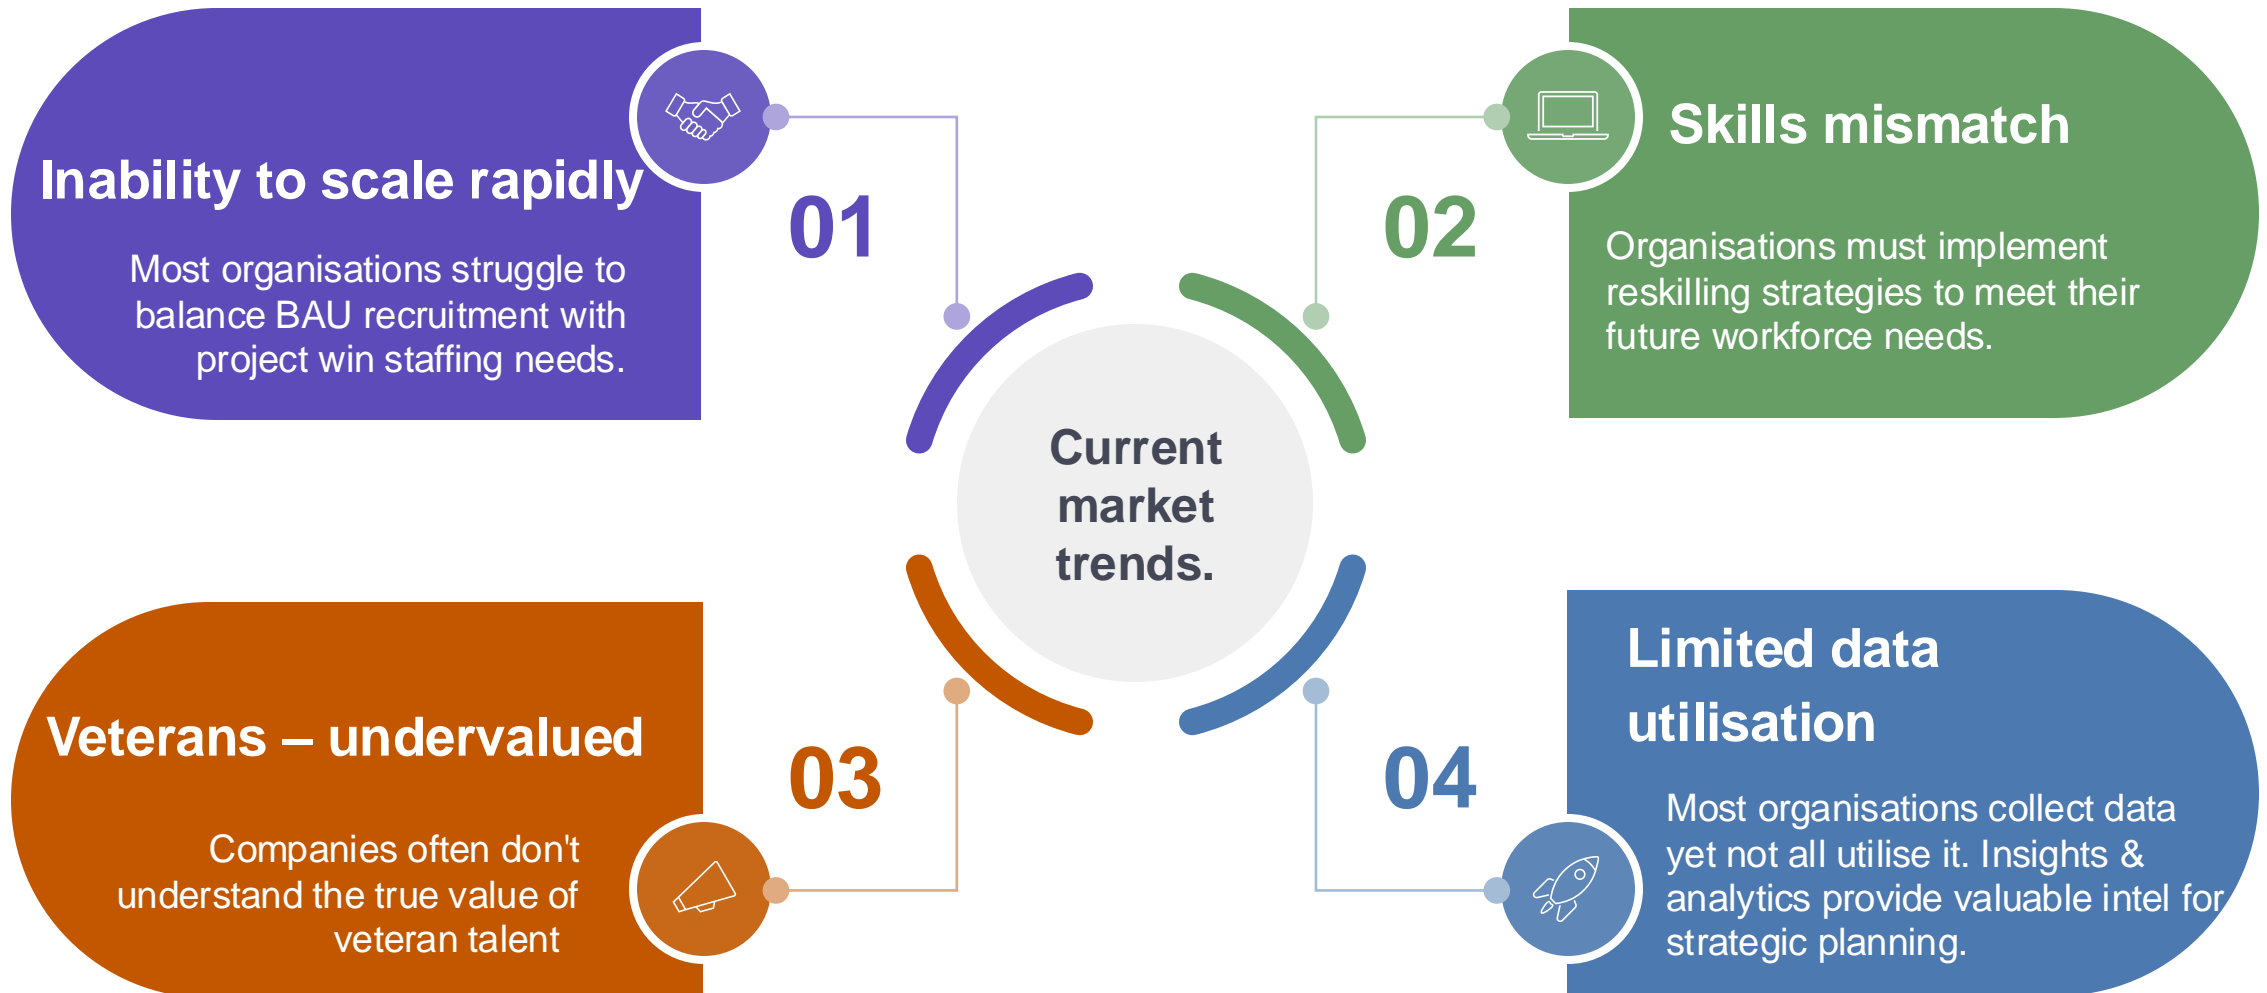 Inability to scale rapidly
Most organisations struggle to
balance BAU recruitment with
project win staffing needs.
01
02
Skills mismatch
Organisations must implement
reskilling strategies to meet their
future workforce needs.
Current
market
trends.
Veterans – undervalued
Companies often don't
understand the true value of
veteran talent
03
04
Limited data
utilisation
Most organisations collect data
yet not all utilise it. Insights &
analytics provide valuable intel for
strategic planning.